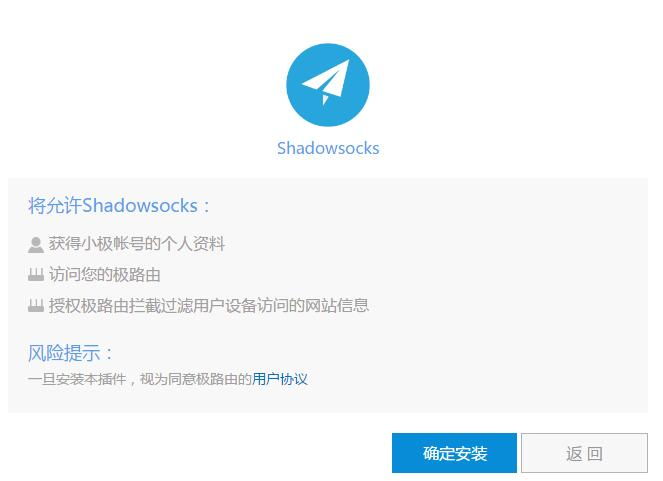 Shadowsocks
将允许Shadowsocks：
获得小极帐号的个人资料
访问您的极路由
授权极路由拦截过滤用户设备访问的网站信息
风险提示：
一旦安装本插件，视为同意极路由的用户协议
确定安装 返 回